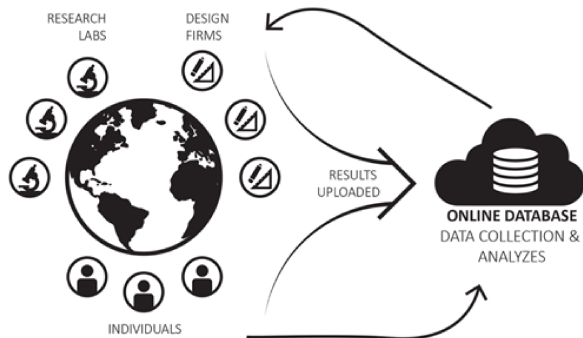 RESEARCH
LABS
DESIGN
FIRMS
RESULTS
UPLOADED
ONLINE DATABASE
DATA COLLECTION &
ANALYZES
INDIVIDUALS